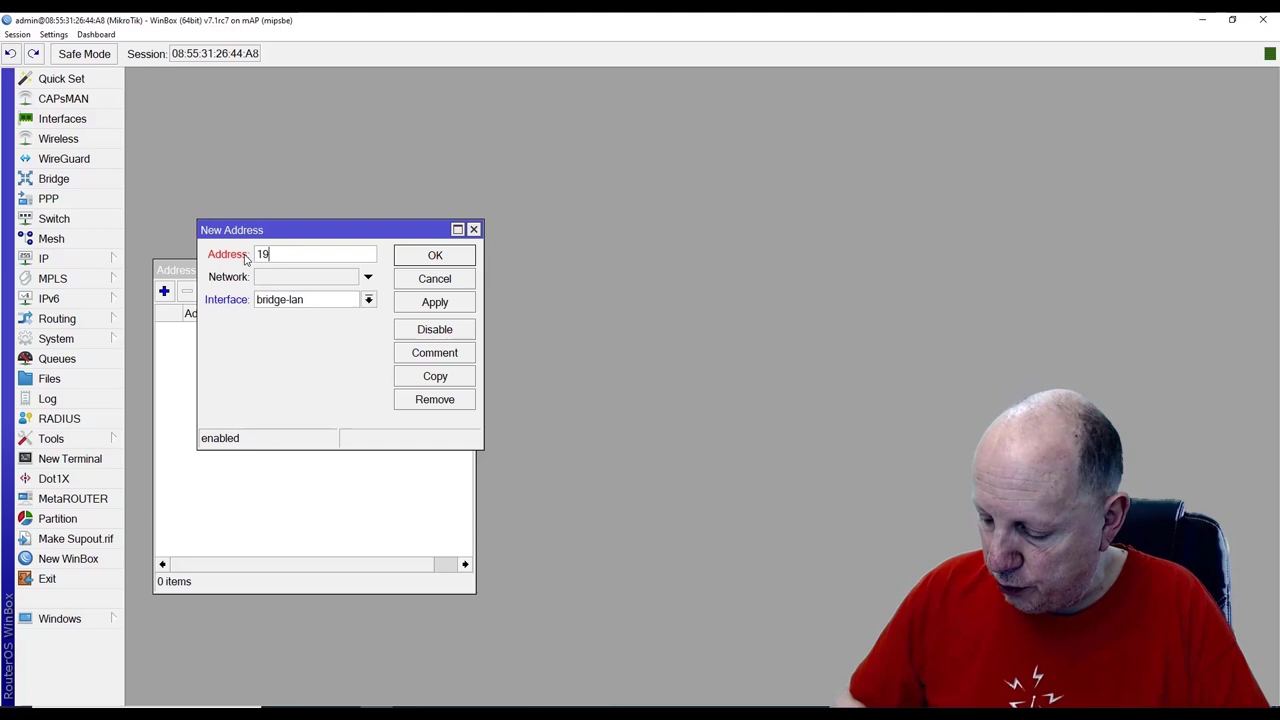 admin@08:55:31:26:44:A8 (MikroTik) - WinBox (64bit) v7.1rc7 on mAP (mipsbe)
Session Settings Dashboard
Safe Mode Session: 08:55:31:26:44:A8
Quick Set
CAPsMAN
Interfaces
Wireless
WireGuard
Bridge
PPP
Switch
Mesh
IP
MPLS
IPv6
Routing
System
Queues
Files
Log
RADIUS
Tools
New Terminal
Dot1X
MetaROUTER
Partition
Make Supout.rif
New WinBox
Exit
Windows
RouterOS WinBox
Address
Ad
0 items
New Address
Address: 19
Network:
Interface: bridge-lan
OK
Cancel
Apply
Disable
Comment
Copy
Remove
enabled